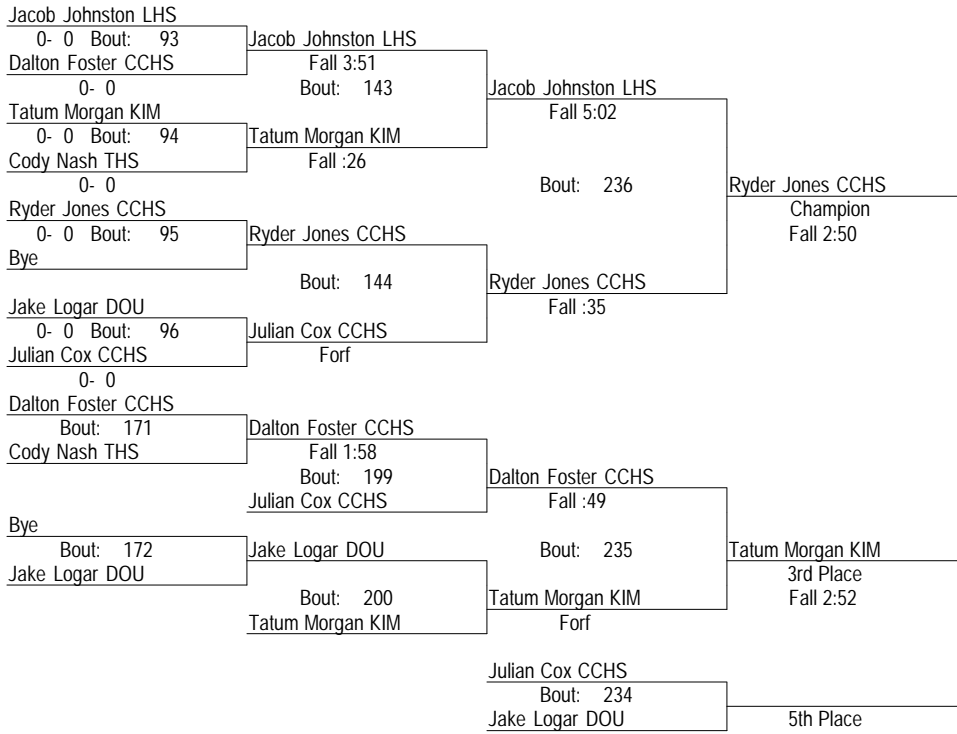 Jacob Johnston LHS
0- 0 Bout: 93
Jacob Johnston LHS
Dalton Foster CCHS
Fall 3:51
0- 0
Bout: 143
Jacob Johnston LHS
Tatum Morgan KIM
Fall 5:02
0- 0 Bout: 94
Tatum Morgan KIM
Cody Nash THS
Fall :26
0- 0
Bout: 236
Ryder Jones CCHS
Ryder Jones CCHS
Champion
0- 0 Bout: 95
Ryder Jones CCHS
Fall 2:50
Bye
Bout: 144
Ryder Jones CCHS
Jake Logar DOU
Fall :35
0- 0 Bout: 96
Julian Cox CCHS
Julian Cox CCHS
Forf
0- 0
Dalton Foster CCHS
Bout: 171
Dalton Foster CCHS
Cody Nash THS
Fall 1:58
Bout: 199
Dalton Foster CCHS
Julian Cox CCHS
Fall :49
Bye
Bout: 172
Jake Logar DOU
Bout: 235
Tatum Morgan KIM
Jake Logar DOU
3rd Place
Bout: 200
Tatum Morgan KIM
Fall 2:52
Tatum Morgan KIM
Forf
Julian Cox CCHS
Bout: 234
Jake Logar DOU
5th Place